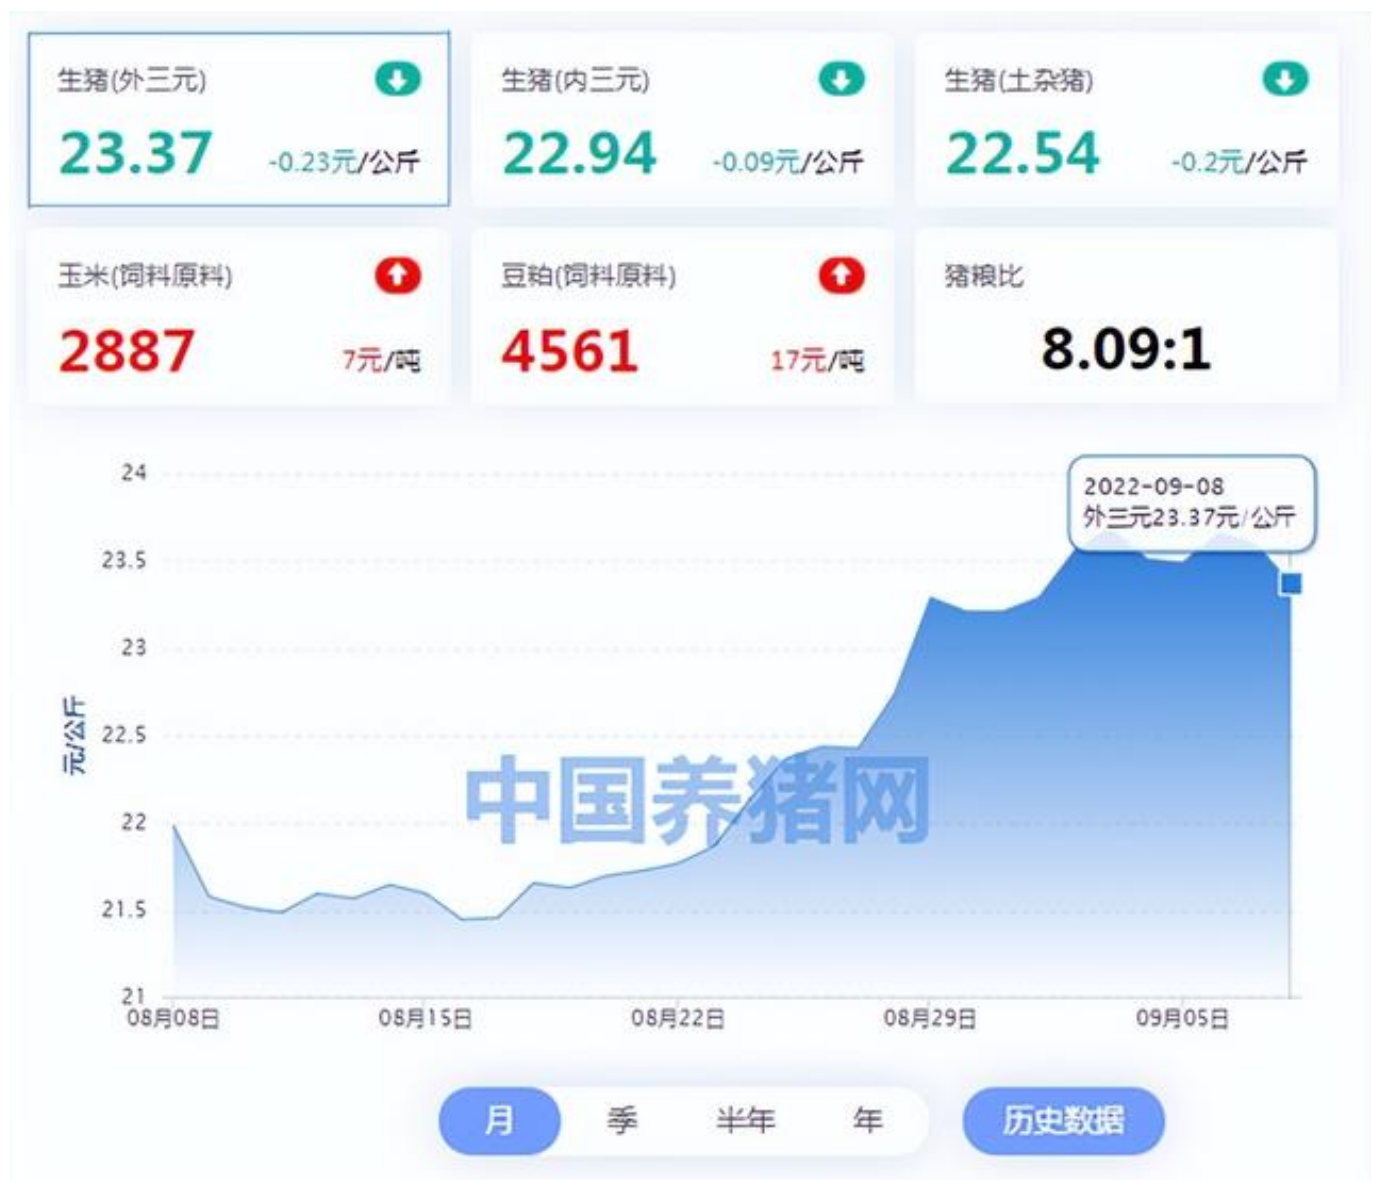 生猪(外三元)
23.37 -0.23元/公斤
生猪(内三元)
22.94 -0.09元/公斤
生猪(土杂猪)
22.54 -0.2元/公斤
玉米(饲料原料)
2887 7元/吨
豆粕(饲料原料)
4561 17元/吨
猪粮比
8.09:1
元/公斤
24
23.5
23
22.5
22
21.5
21
2022-09-08
外三元23.37元/公斤
中国养猪网
08月08日 08月15日 08月22日 08月29日 09月05日
月 季 半年 年 历史数据